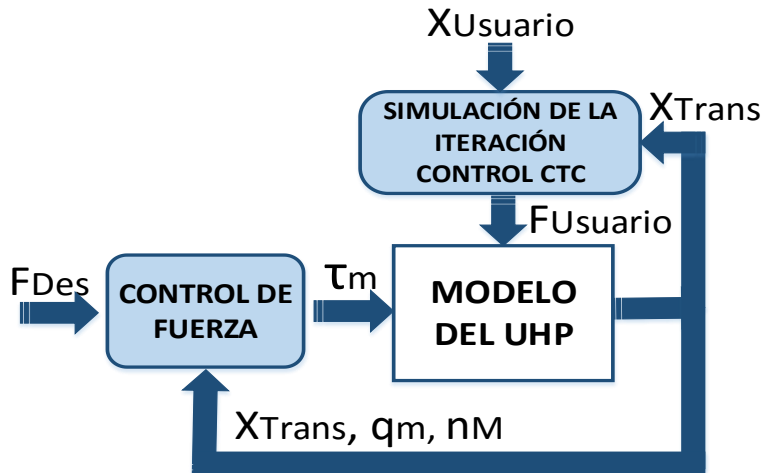 XUsuario
SIMULACIÓN DE LA
ITERACIÓN
CONTROL CTC
XTrans
FUsuario
FDes
CONTROL DE
FUERZA
τm
MODELO
DEL UHP
XTrans, qm, nM